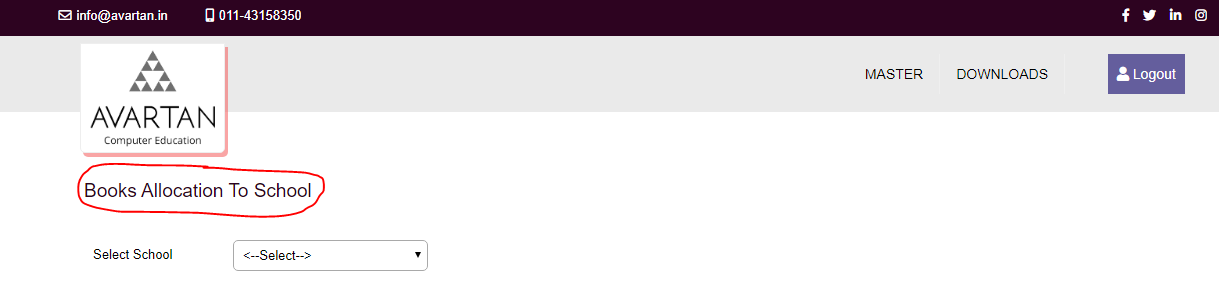 info@avartan.in 011-43158350
MASTER DOWNLOADS Logout
AVARTAN
Computer Education
Books Allocation To School
Select School <--Select-->